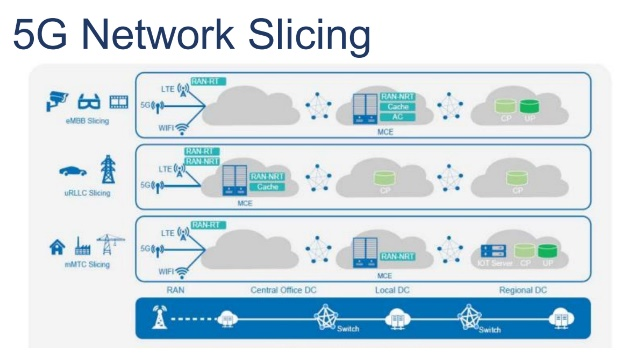 5G Network Slicing
eMBB Slicing
LTE
RAN-RT
5G
WIFI
RAN-NRT
Cache
AC
MCE
CP
UP
uRLLC Slicing
LTE
RAN-RT
RAN-NRT
5G
WIFI
RAN-NRT
Cache
MCE
CP
CP
mMTC Slicing
LTE
RAN-RT
5G
WIFI
RAN-NRT
MCE
IOT Server
CP
UP
RAN
Central Office DC
Local DC
Regional DC
Switch
Switch